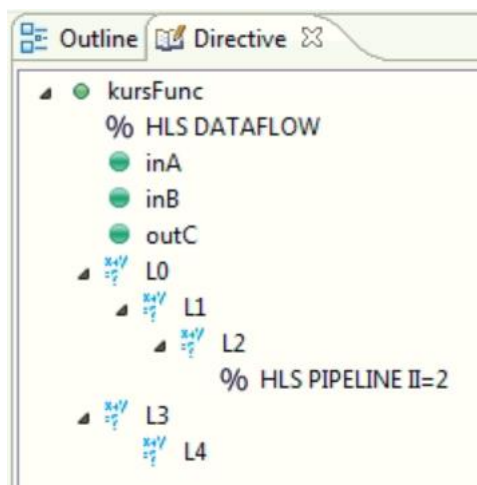 Outline Directive
kursFunc
% HLS DATAFLOW
inA
inB
outC
L0
L1
L2
% HLS PIPELINE II=2
L3
L4